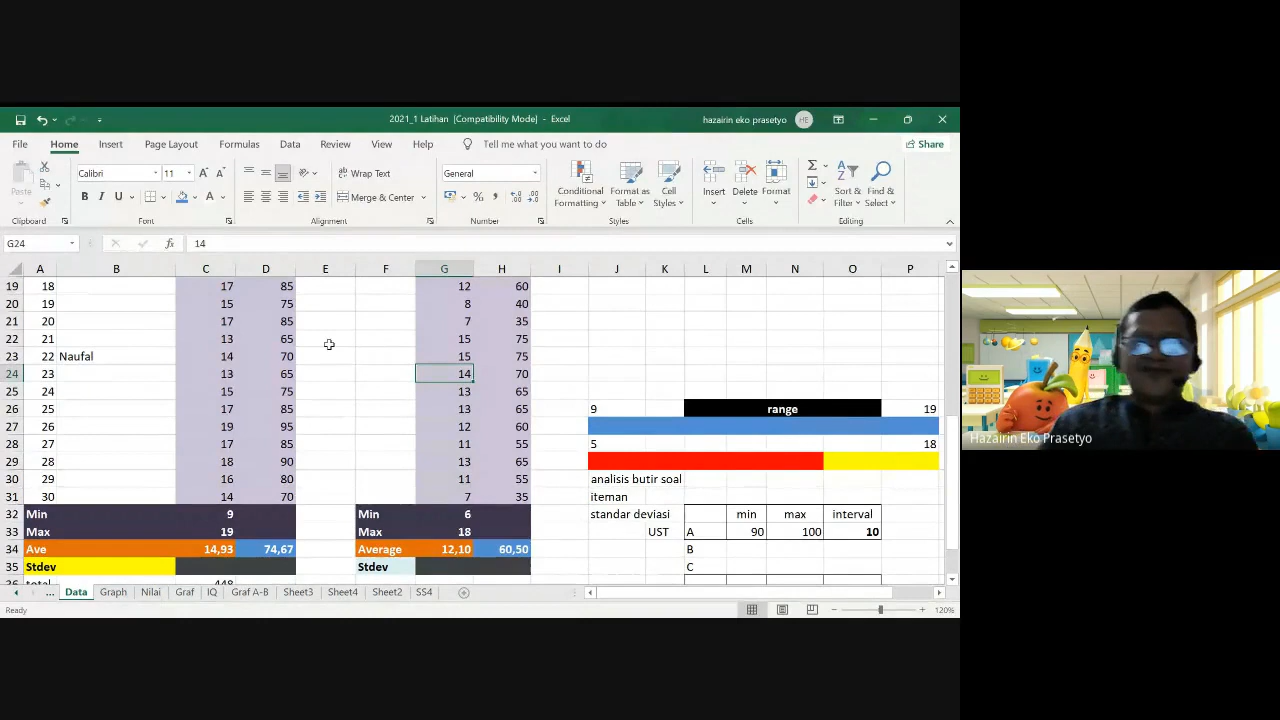 2021_1 Latihan [Compatibility Mode] - Excel
hazairin eko prasetyo HE
File Home Insert Page Layout Formulas Data Review View Help Tell me what you want to do Share
Calibri 11 A A Wrap Text General
Paste B I U A Merge & Center % Conditional Formatting Format as Table Cell Styles Insert Delete Format Sort & Filter Find & Select
Clipboard Font Alignment Number Styles Cells Editing
G24 fx 14
A B C D E F G H I J K L M N O P
19 18 17 85 12 60
20 19 15 75 8 40
21 20 17 85 7 35
22 21 13 65 15 75
23 22 Naufal 14 70 15 75
24 23 13 65 14 70
25 24 15 75 13 65
26 25 17 85 13 65 9 range 19
27 26 19 95 12 60
28 27 17 85 11 55 5 18
29 28 18 90 13 65
30 29 16 80 11 55 analisis butir soal
31 30 14 70 7 35 iteman
32 Min 9 Min 6 standar deviasi min max interval
33 Max 19 Max 18 UST A 90 100 10
34 Ave 14,93 74,67 Average 12,10 60,50 B
35 Stdev Stdev C
36 total 448
... Data Graph Nilai Graf IQ Graf A-B Sheet3 Sheet4 Sheet2 SS4
Ready 120%
Hazairin Eko Prasetyo